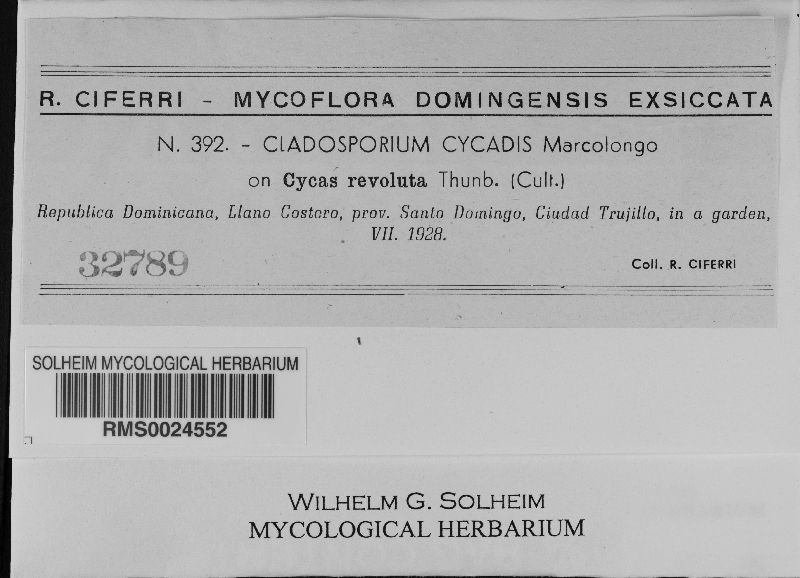 R. CIFERRI - MYCOFLORA DOMINGENSIS EXSICCATA
N. 392. - CLADOSPORIUM CYCADIS Marcolongo
on Cycas revoluta Thunb. (Cult.)
Republica Dominicana, Llano Costero, prov. Santo Domingo, Ciudad Trujillo, in a garden,
VII. 1928.
32789
Coll. R. CIFERRI
SOLHEIM MYCOLOGICAL HERBARIUM
RMS0024552
WILHELM G. SOLHEIM
MYCOLOGICAL HERBARIUM